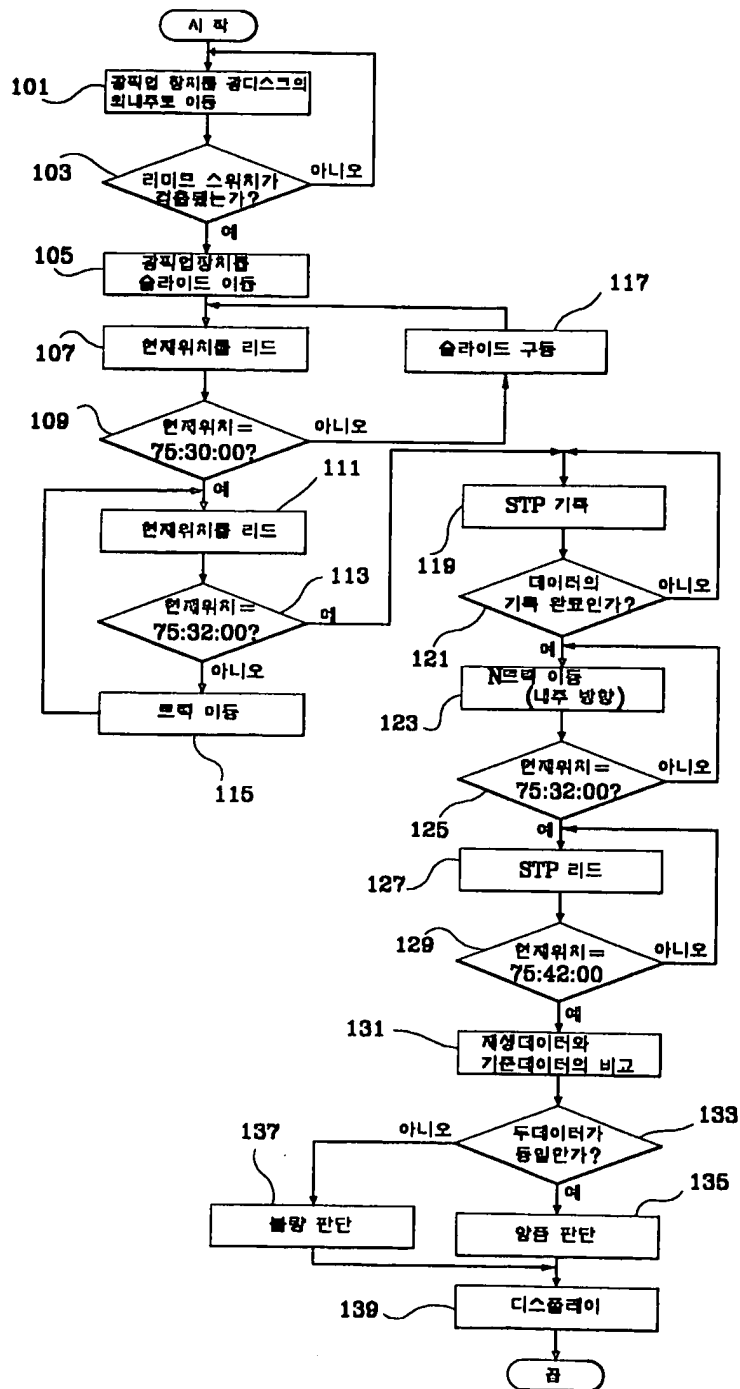 시 작
101
광픽업 장치를 광디스크의
외내주로 이동
103
리미트 스위치가
검출됐는가?
아니오
예
105
광픽업장치를
슬라이드 이동
117
107
현재위치를 리드
슬라이드 구동
109
현재위치=
75:30:00?
아니오
예
111
현재위치를 리드
113
현재위치=
75:32:00?
예
아니오
트랙 이동
115
STP 기록
119
데이터의
기록 완료인가?
아니오
121
예
N트랙 이동
(내주 방향)
123
현재위치=
75:32:00?
아니오
125
예
STP 리드
127
129
현재위치=
75:42:00
아니오
예
131
재생데이터와
기준데이터의 비교
133
두데이터가
동일한가?
아니오
예
137
불량 판단
135
양품 판단
디스플레이
139
끝